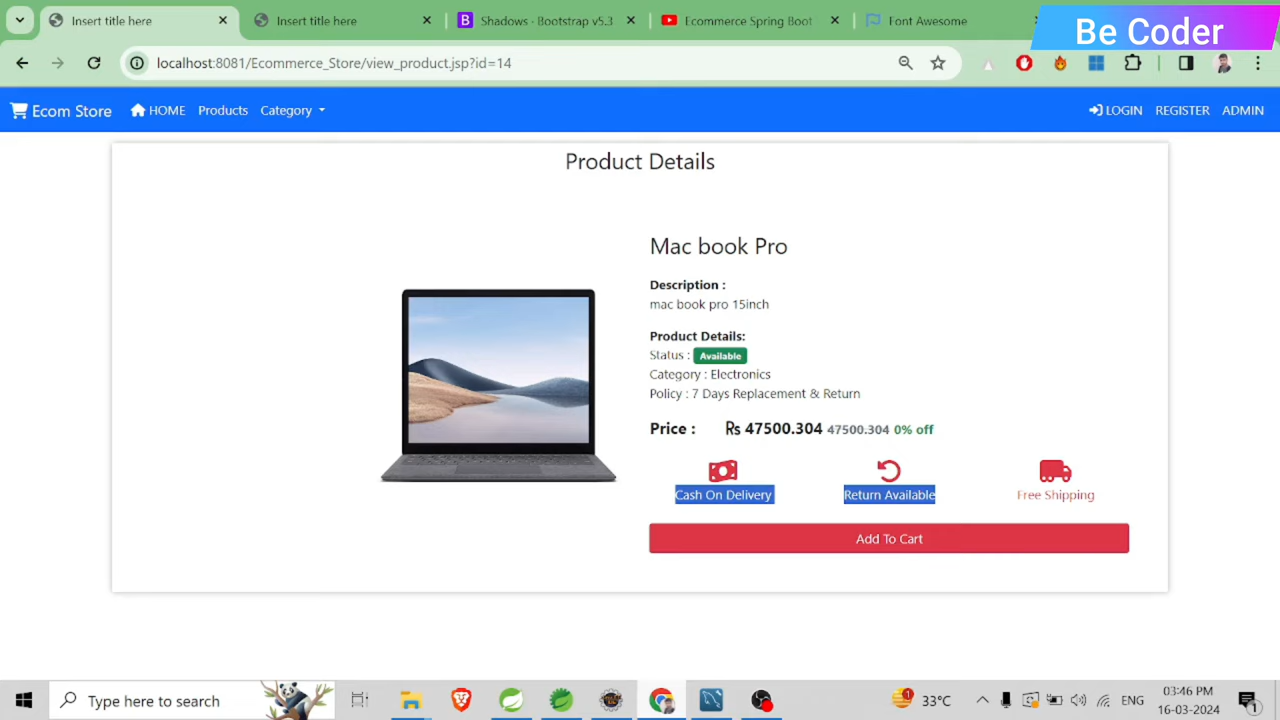 Insert title here
Insert title here
Shadows · Bootstrap v5.3
Ecommerce Spring Boot
Font Awesome
Be Coder
localhost:8081/Ecommerce_Store/view_product.jsp?id=14
Ecom Store HOME Products Category LOGIN REGISTER ADMIN
Product Details
Mac book Pro
Description :
mac book pro 15inch
Product Details:
Status : Available
Category : Electronics
Policy : 7 Days Replacement & Return
Price : ₨ 47500.304 47500.304 0% off
Cash On Delivery Return Available Free Shipping
Add To Cart
Type here to search
1
33°C
ENG
03:46 PM
16-03-2024
1